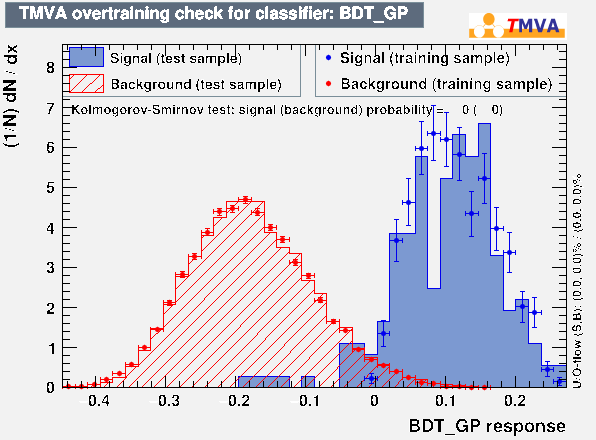 TMVA overtraining check for classifier: BDT_GP
TMVA
Signal (test sample)
Background (test sample)
Signal (training sample)
Background (training sample)
Kolmogorov-Smirnov test: signal (background) probability = 0 ( 0)
(1/N) dN / dx
8
7
6
5
4
3
2
1
0
-0.4 -0.3 -0.2 -0.1 0 0.1 0.2
BDT_GP response
U/O-flow (S,B): (0.0, 0.0)% / (0.0, 0.0)%